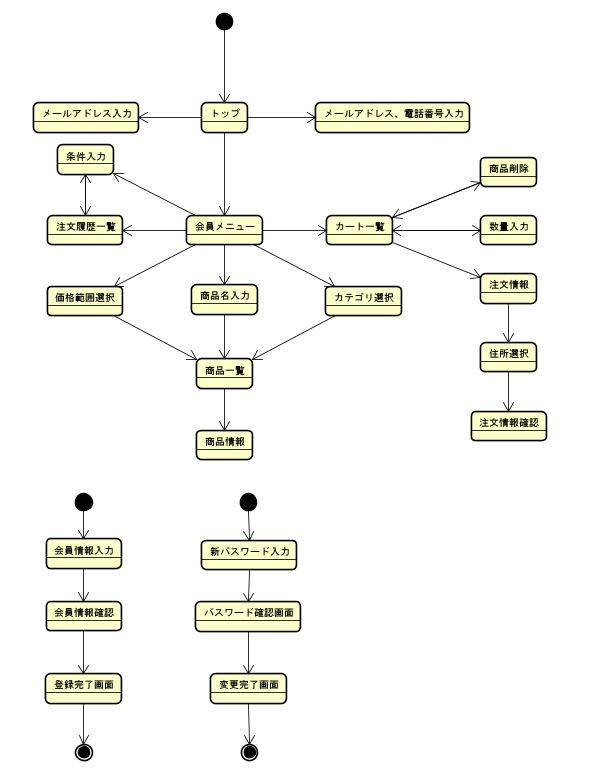 メールアドレス入力
トップ
メールアドレス、電話番号入力
条件入力
商品削除
注文履歴一覧
会員メニュー
カート一覧
数量入力
価格範囲選択
商品名入力
カテゴリ選択
注文情報
商品一覧
住所選択
注文情報確認
商品情報
会員情報入力
新パスワード入力
会員情報確認
パスワード確認画面
登録完了画面
変更完了画面